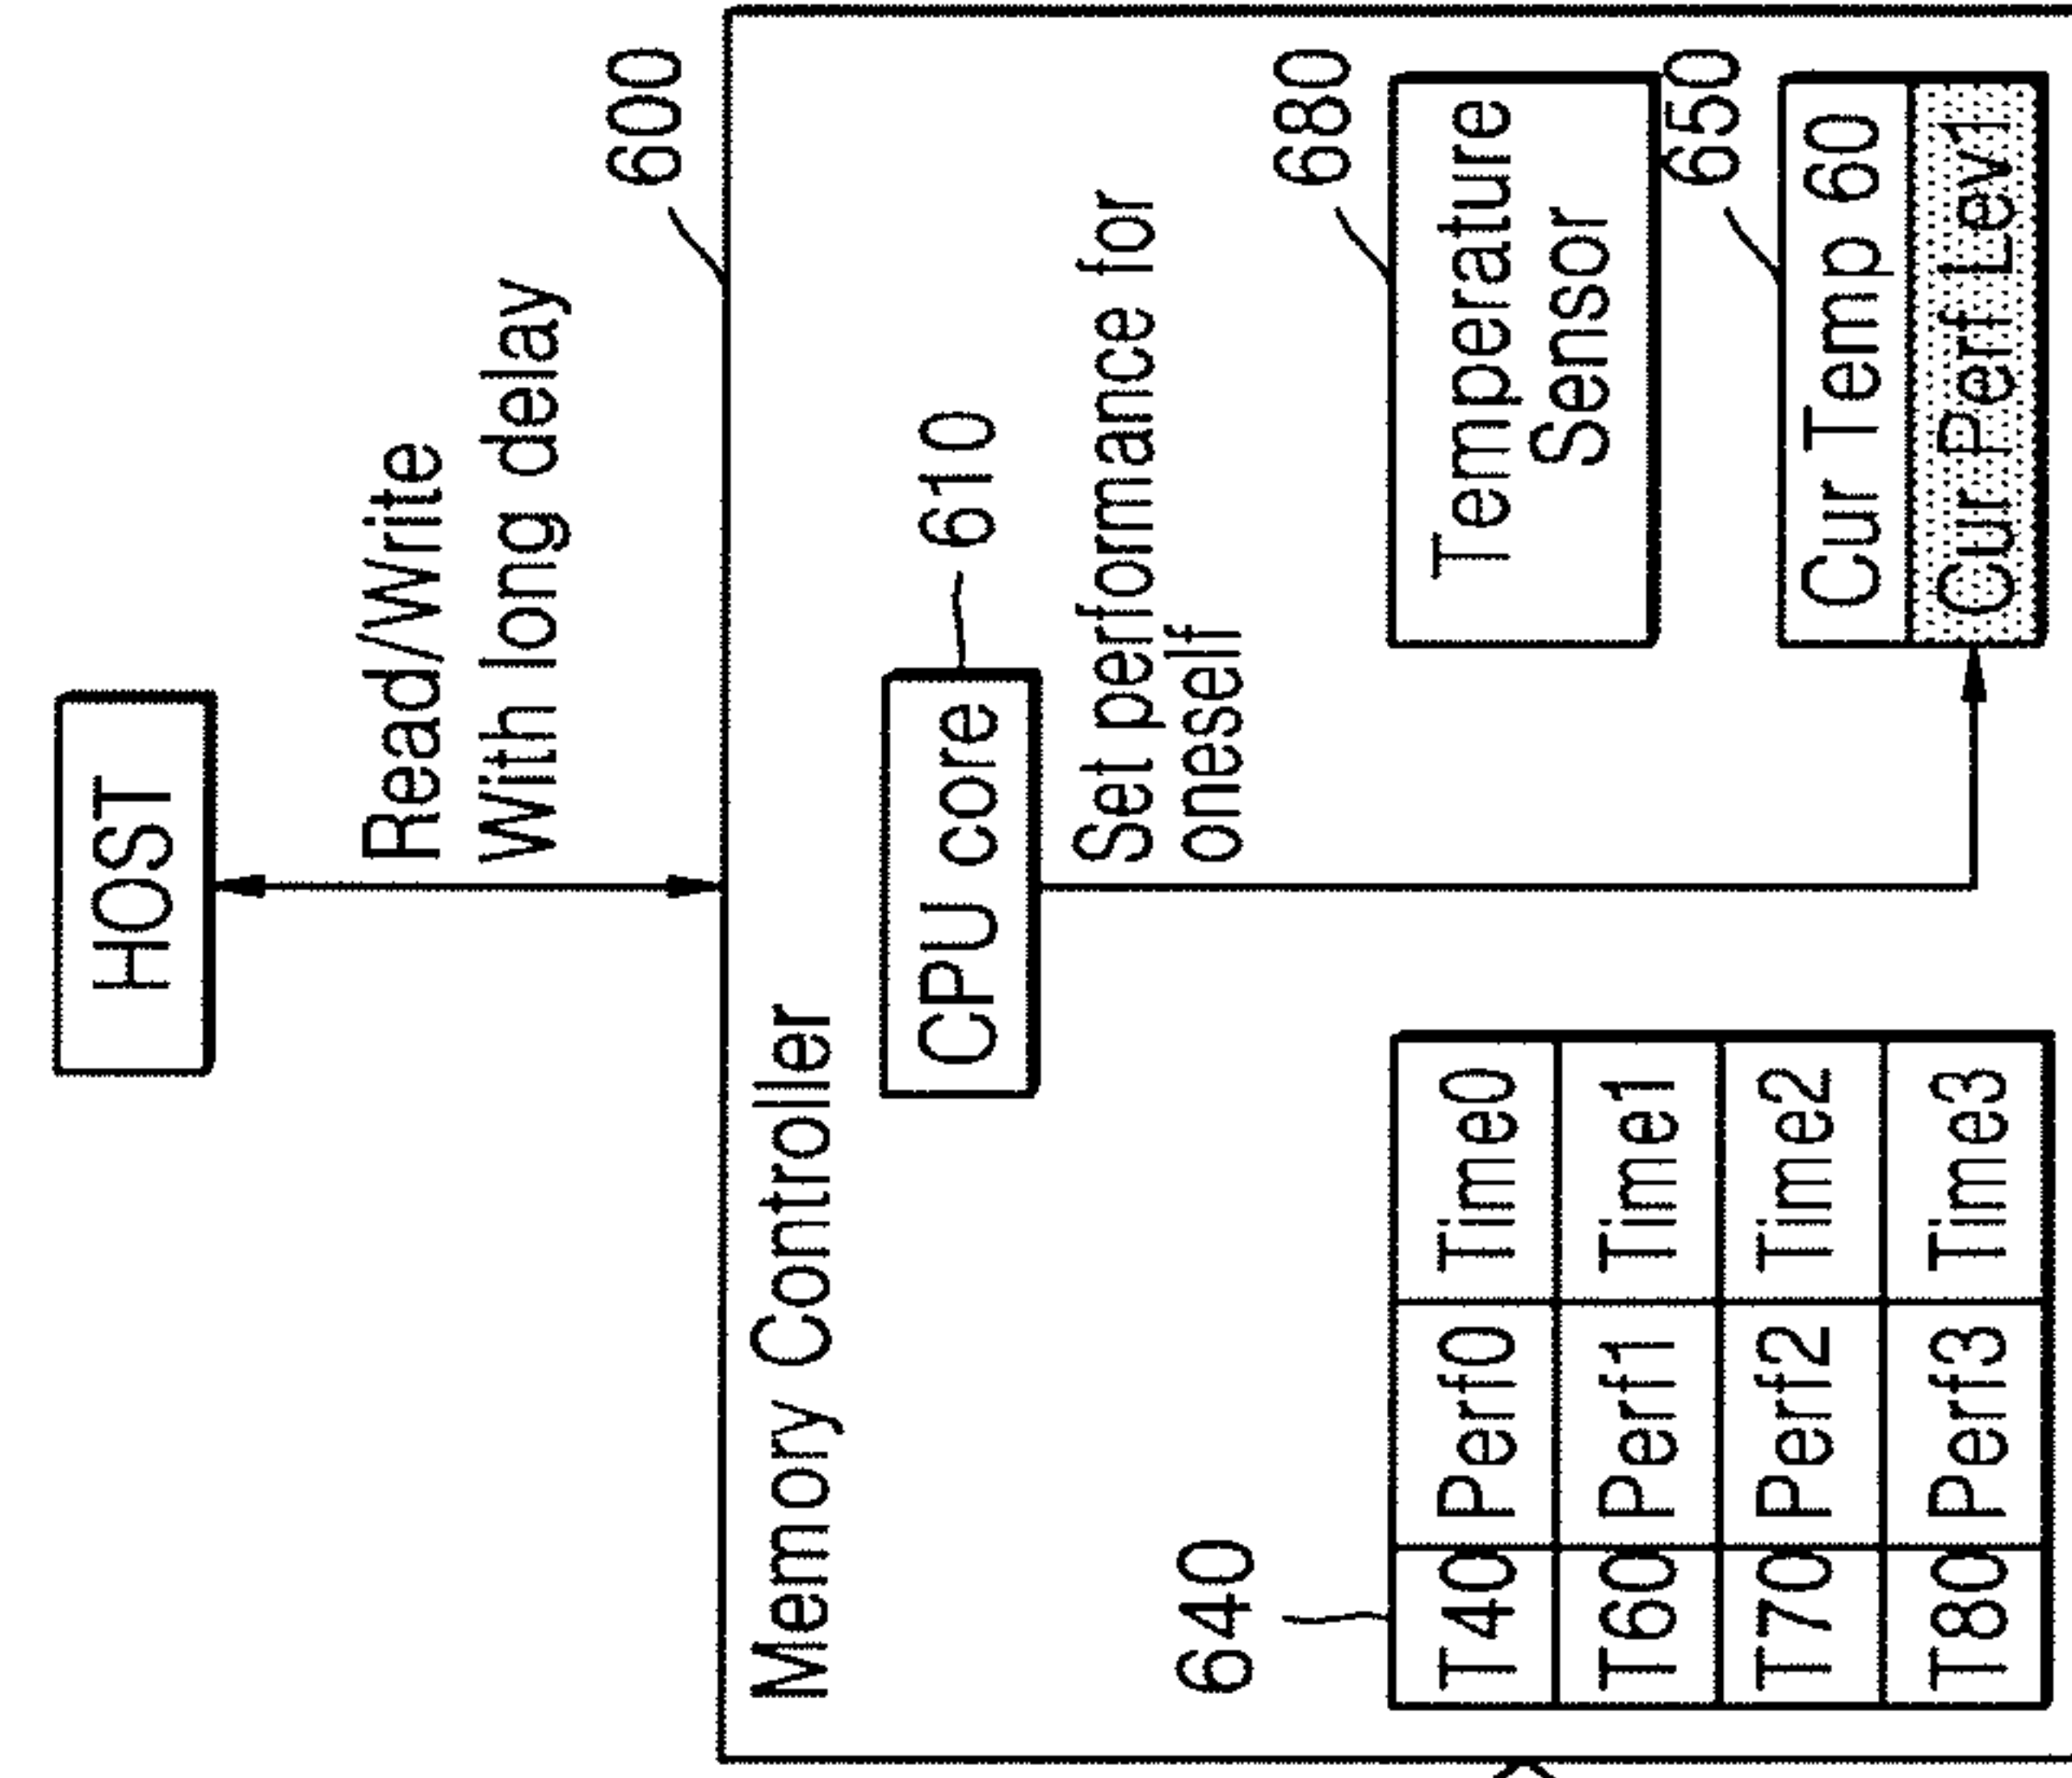 HOST
Read/Write
With long delay
600
Memory Controller
CPU core
610
Set performance for
oneself
640
T40 Perf0 Time0
T60 Perf1 Time1
T70 Perf2 Time2
T80 Perf3 Time3
680
Temperature
Sensor
650
Cur Temp 60
Cur Perf Lev1